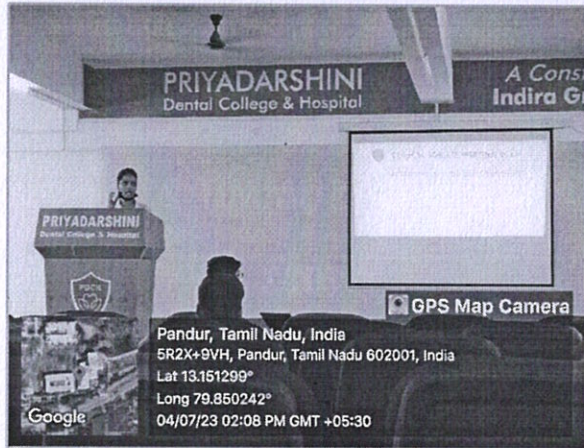 PRIYADARSHINI
Dental College & Hospital
A Cons
Indira G
PRIYADARSHINI
Dental College & Hospital
PDCH
GPS Map Camera
Pandur, Tamil Nadu, India
5R2X+9VH, Pandur, Tamil Nadu 602001, India
Lat 13.151299°
Long 79.850242°
04/07/23 02:08 PM GMT +05:30
Google